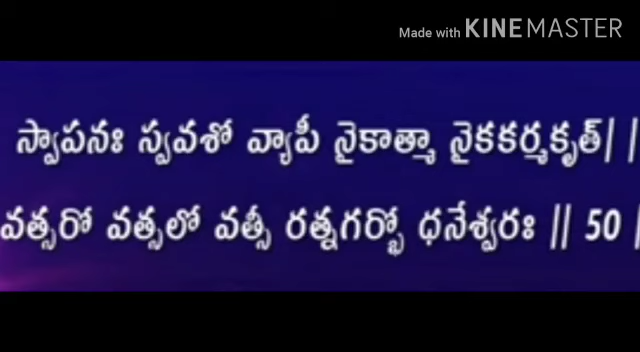 Made with KINEMASTER
స్వాపనః స్వవశో వ్యాపీ నైకాత్మా నైకకర్మకృత్| |
వత్సరో వత్సలో వత్సీ రత్నగర్భో ధనేశ్వరః || 50 |